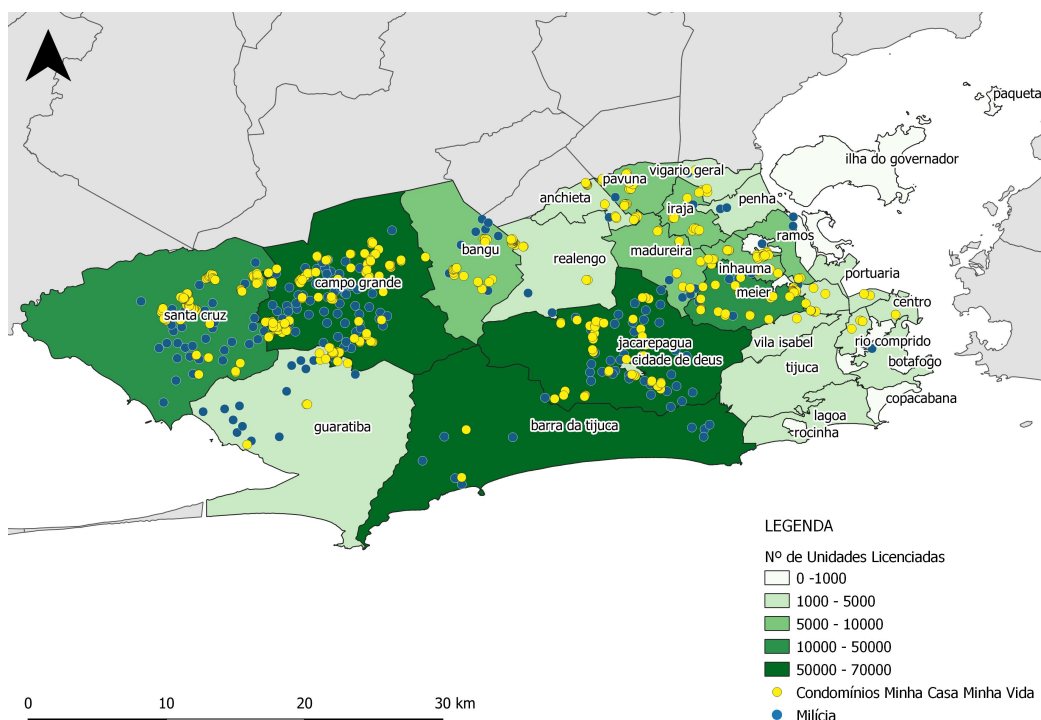 paqueta
ilha do governador
vigario geral
pavuna
anchieta
penha
iraja
ramos
madureira
bangu
realengo
inhauma
portuaria
campo grande
meier
centro
santa cruz
vila isabel
rio comprido
jacarepagua
cidade de deus
botafogo
tijuca
copacabana
lagoa
guaratiba
barra da tijuca
rocinha
LEGENDA
Nº de Unidades Licenciadas
0 -1000
1000 - 5000
5000 - 10000
10000 - 50000
50000 - 70000
Condomínios Minha Casa Minha Vida
Milícia
0 10 20 30 km